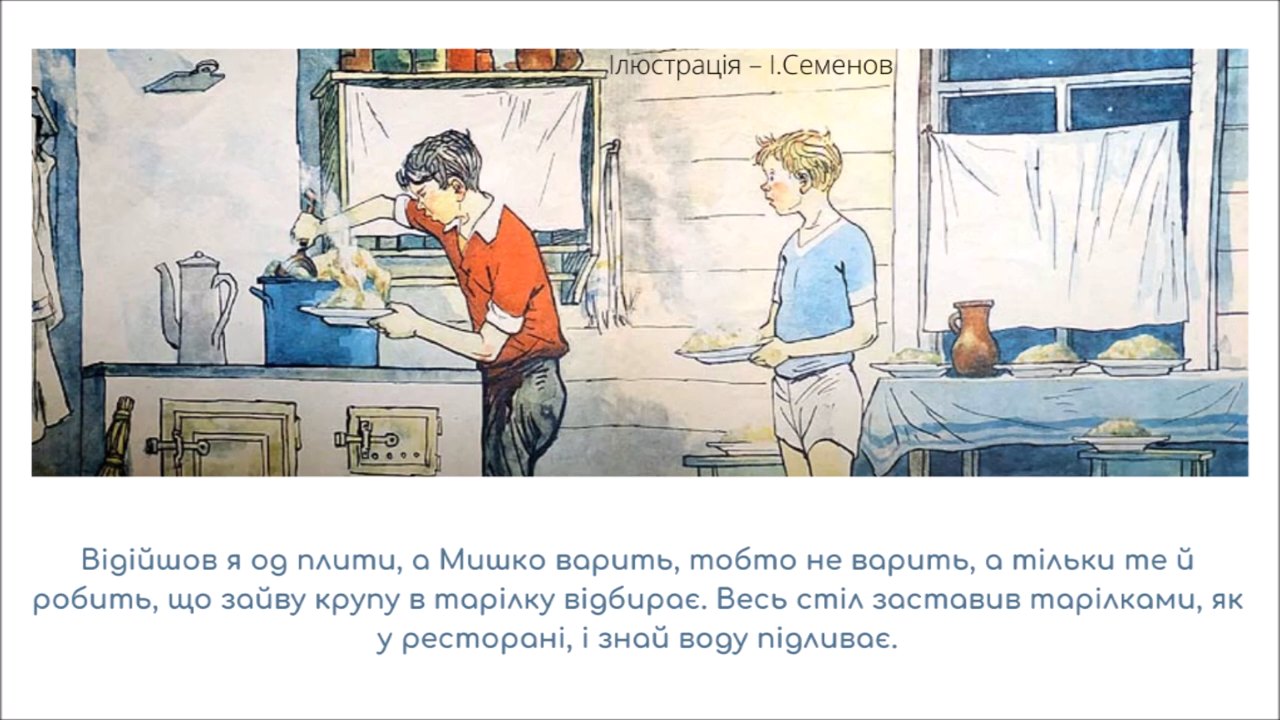 Ілюстрація – І.Семенов
Відійшов я од плити, а Мишко варить, тобто не варить, а тільки те й
робить, що зайву крупу в тарілку відбирає. Весь стіл заставив тарілками, як
у ресторані, і знай воду підливає.